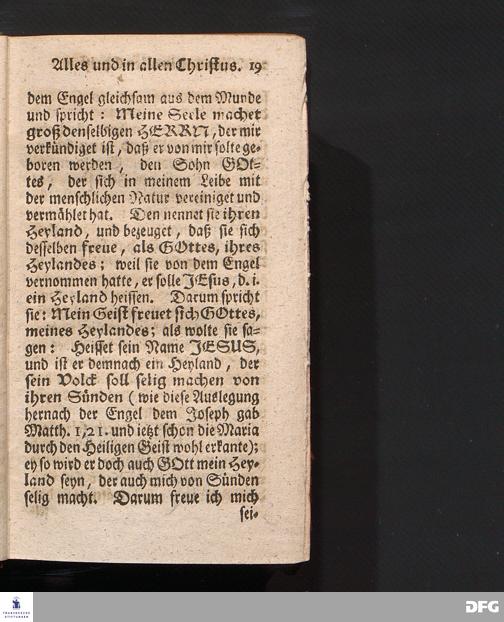 Alles und in allen Christus. 19
dem Engel gleichsam aus dem Munde
und spricht: Meine Seele machet
groß denselbigen HERRN, der mir
verkündiget ist, daß er von mir solte ge-
boren werden, den Sohn GOt-
tes, der sich in meinem Leibe mit
der menschlichen Natur vereiniget und
vermählet hat. Den nennet sie ihren
Heyland, und bezeuget, daß sie sich
desselben freue, als GOttes, ihres
Heylandes; weil sie von dem Engel
vernommen hatte, er solle JEsus, d. i.
ein Heyland heissen. Darum spricht
sie: Mein Geist freuet sich GOttes,
meines Heylandes; als wolte sie sa-
gen: Heisset sein Name JESUS,
und ist er demnach ein Heyland, der
sein Volck soll selig machen von
ihren Sünden (wie diese Auslegung
hernach der Engel dem Joseph gab
Matth. 1, 21. und ietzt schon die Maria
durch den Heiligen Geist wohl erkante);
ey so wird er doch auch GOtt mein Hey-
land seyn, der auch mich von Sünden
selig macht. Darum freue ich mich
sei-
FRANCKESCHE
STIFTUNGEN
DFG